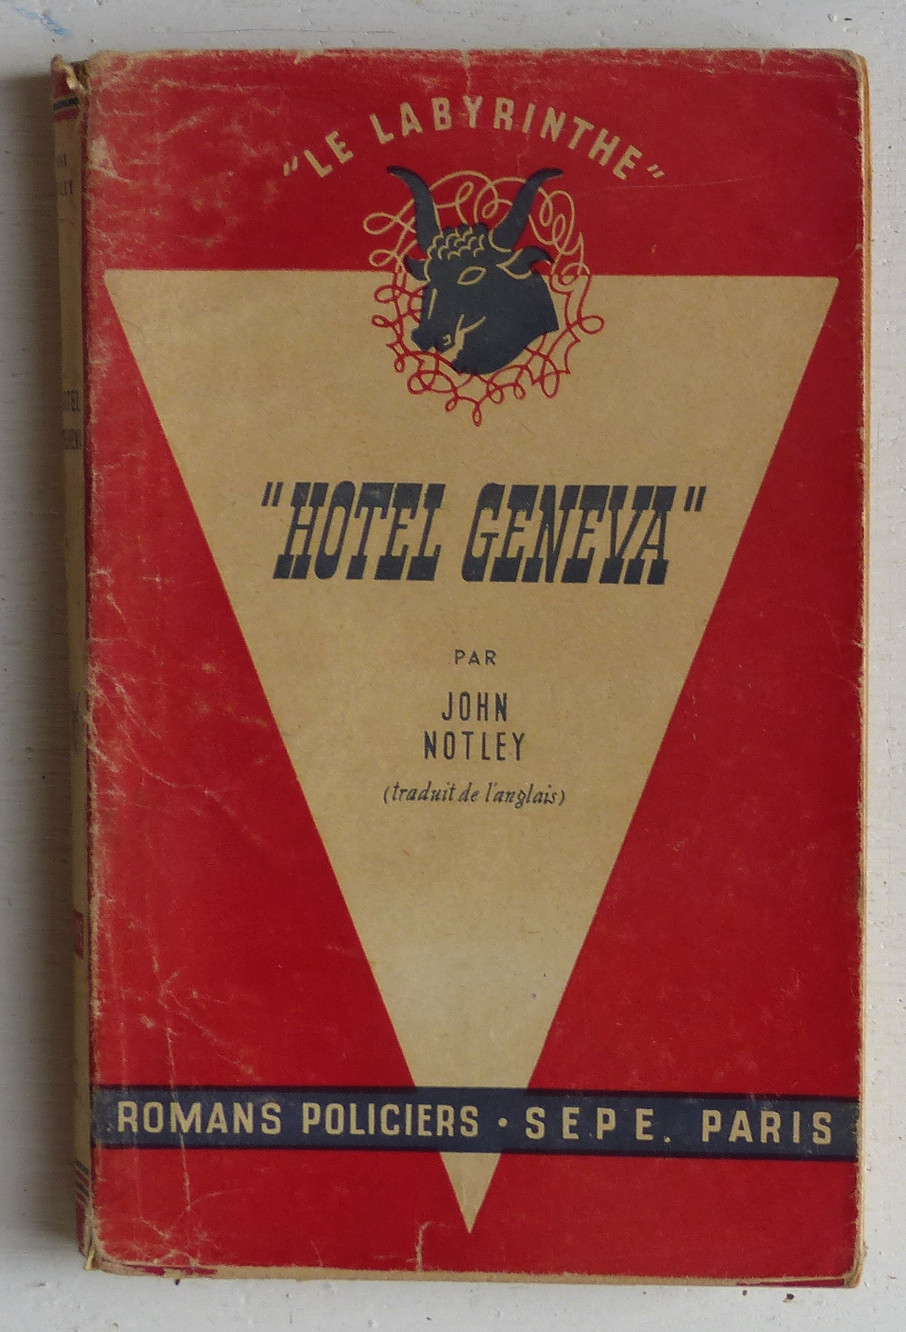 "LE LABYRINTHE"
"HOTEL GENEVA"
PAR
JOHN
NOTLEY
(traduit de l'anglais)
ROMANS POLICIERS • S.E.P.E. PARIS